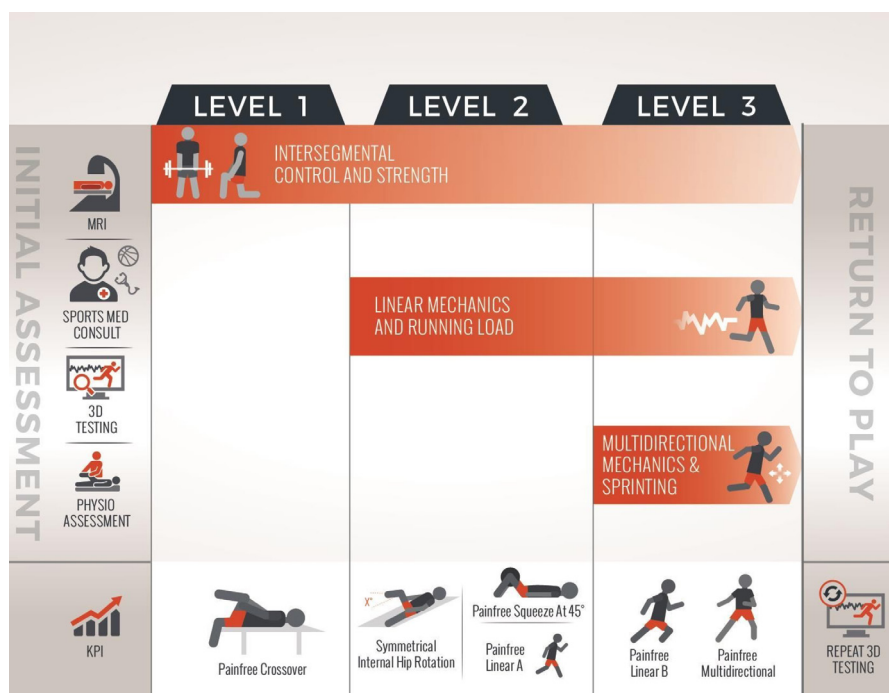 LEVEL 1
LEVEL 2
LEVEL 3
INITIAL ASSESSMENT
MRI
SPORTS MED
CONSULT
3D
TESTING
PHYSIO
ASSESSMENT
INTERSEGMENTAL
CONTROL AND STRENGTH
LINEAR MECHANICS
AND RUNNING LOAD
MULTIDIRECTIONAL
MECHANICS &
SPRINTING
RETURN TO PLAY
KPI
Painfree Crossover
X°
Symmetrical
Internal Hip Rotation
Painfree Squeeze At 45°
Painfree
Linear A
Painfree
Linear B
Painfree
Multidirectional
REPEAT 3D
TESTING